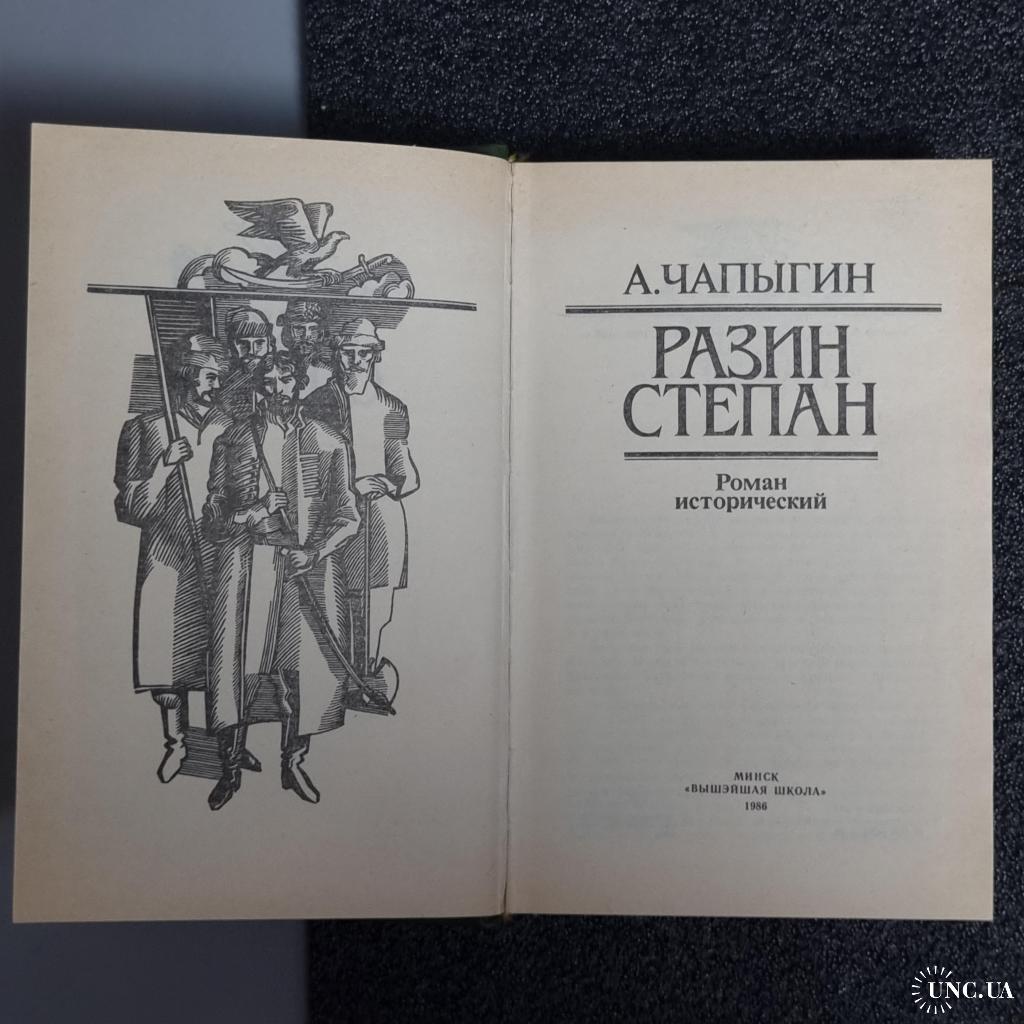 А.ЧАПЫГИН
РАЗИН
СТЕПАН
Роман
исторический
МИНСК
«ВЫШЭЙШАЯ ШКОЛА»
1986
UNC.UA